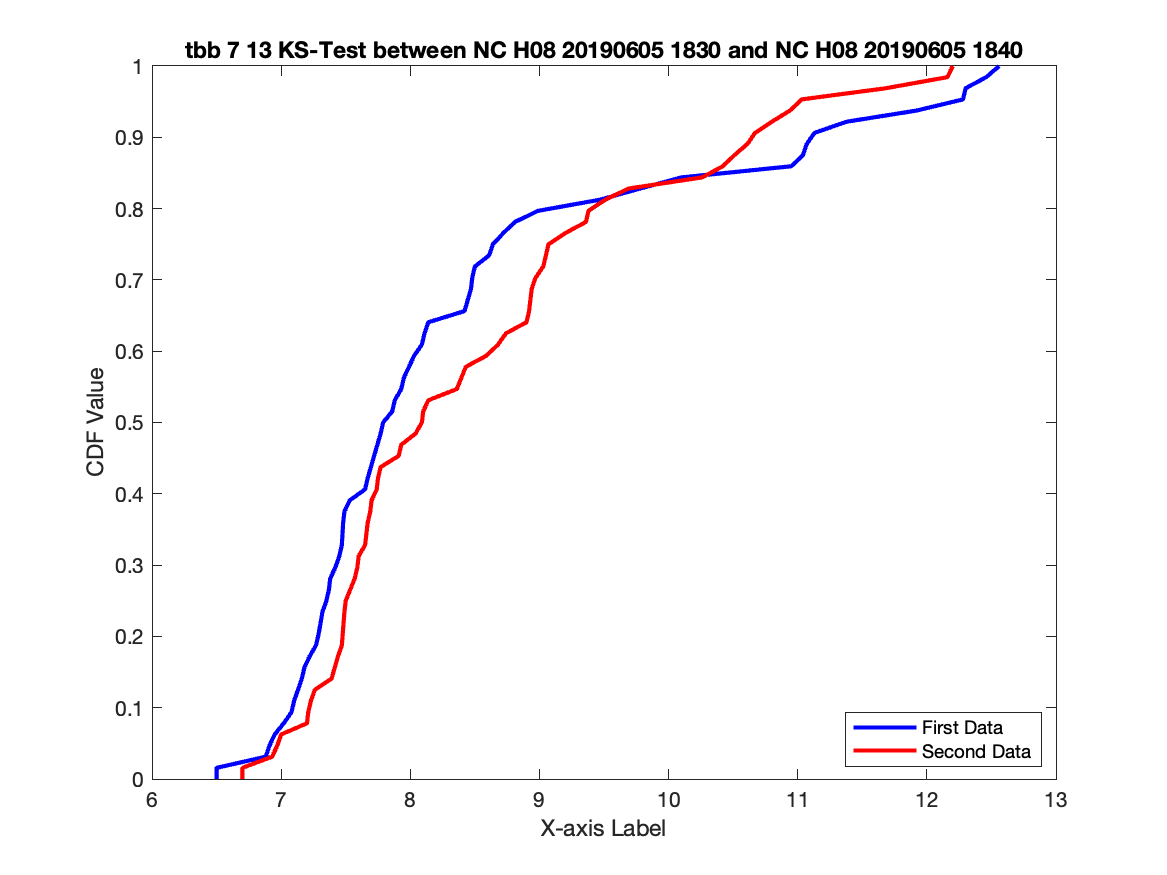 tbb 7 13 KS-Test between NC H08 20190605 1830 and NC H08 20190605 1840
1
0.9
0.8
0.7
0.6
0.5
0.4
0.3
0.2
0.1
0
CDF Value
First Data
Second Data
6 7 8 9 10 11 12 13
X-axis Label